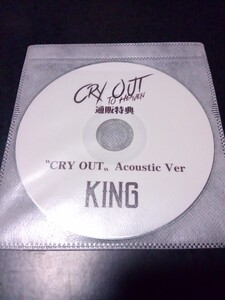 CRY OUT
TO HEAVEN
通販特典
"CRY OUT„ Acoustic Ver
KING